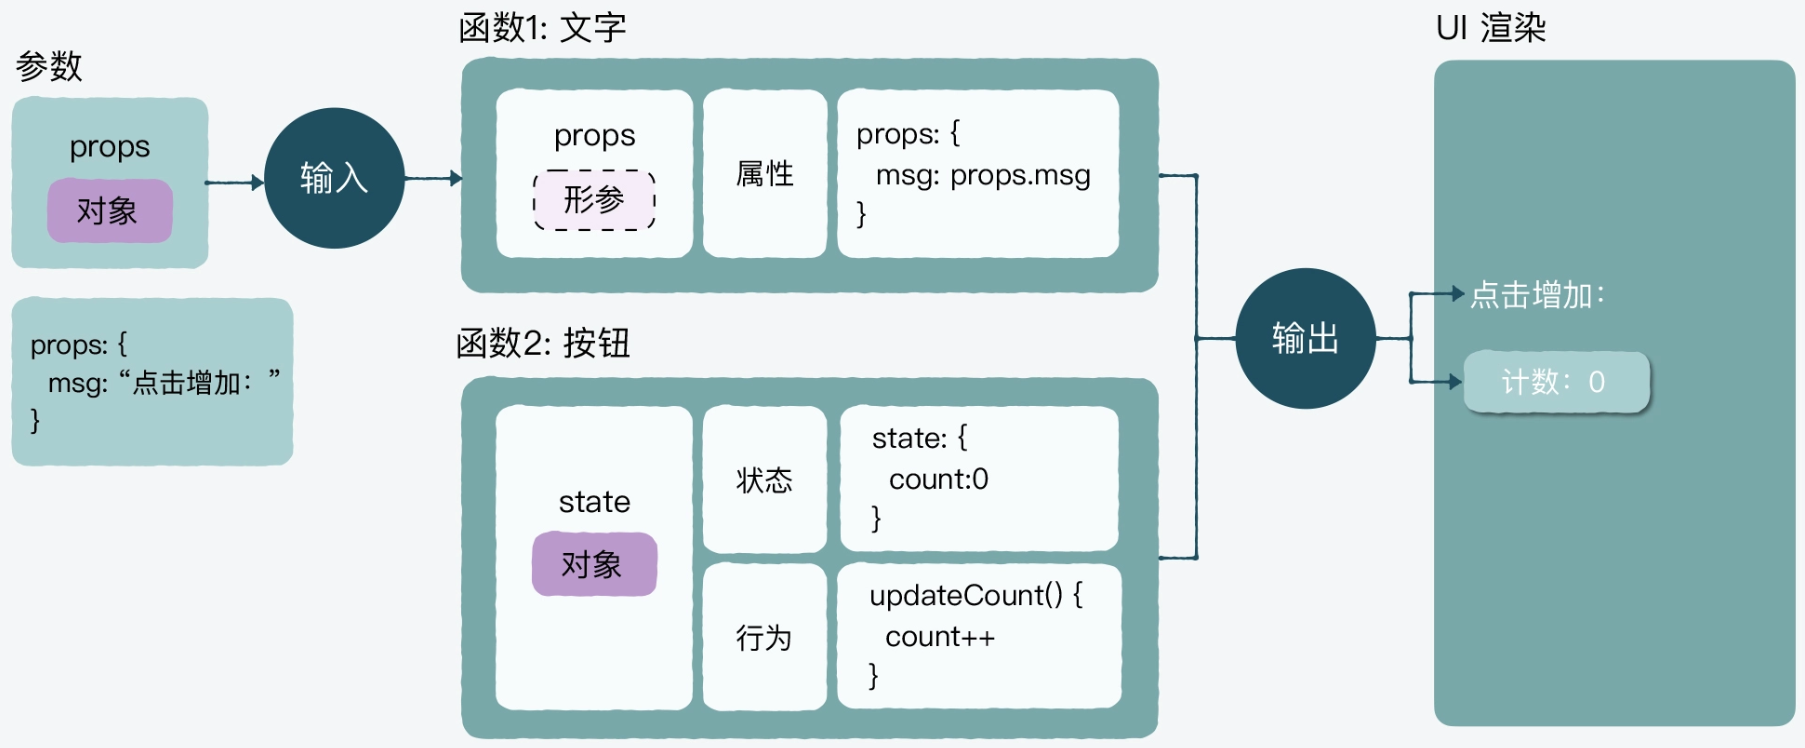 参数
props
对象
props: {
msg: “点击增加：”
}
输入
函数1: 文字
props
形参
属性
props: {
msg: props.msg
}
函数2: 按钮
state
对象
状态
state: {
count:0
}
行为
updateCount() {
count++
}
输出
UI 渲染
点击增加：
计数：0